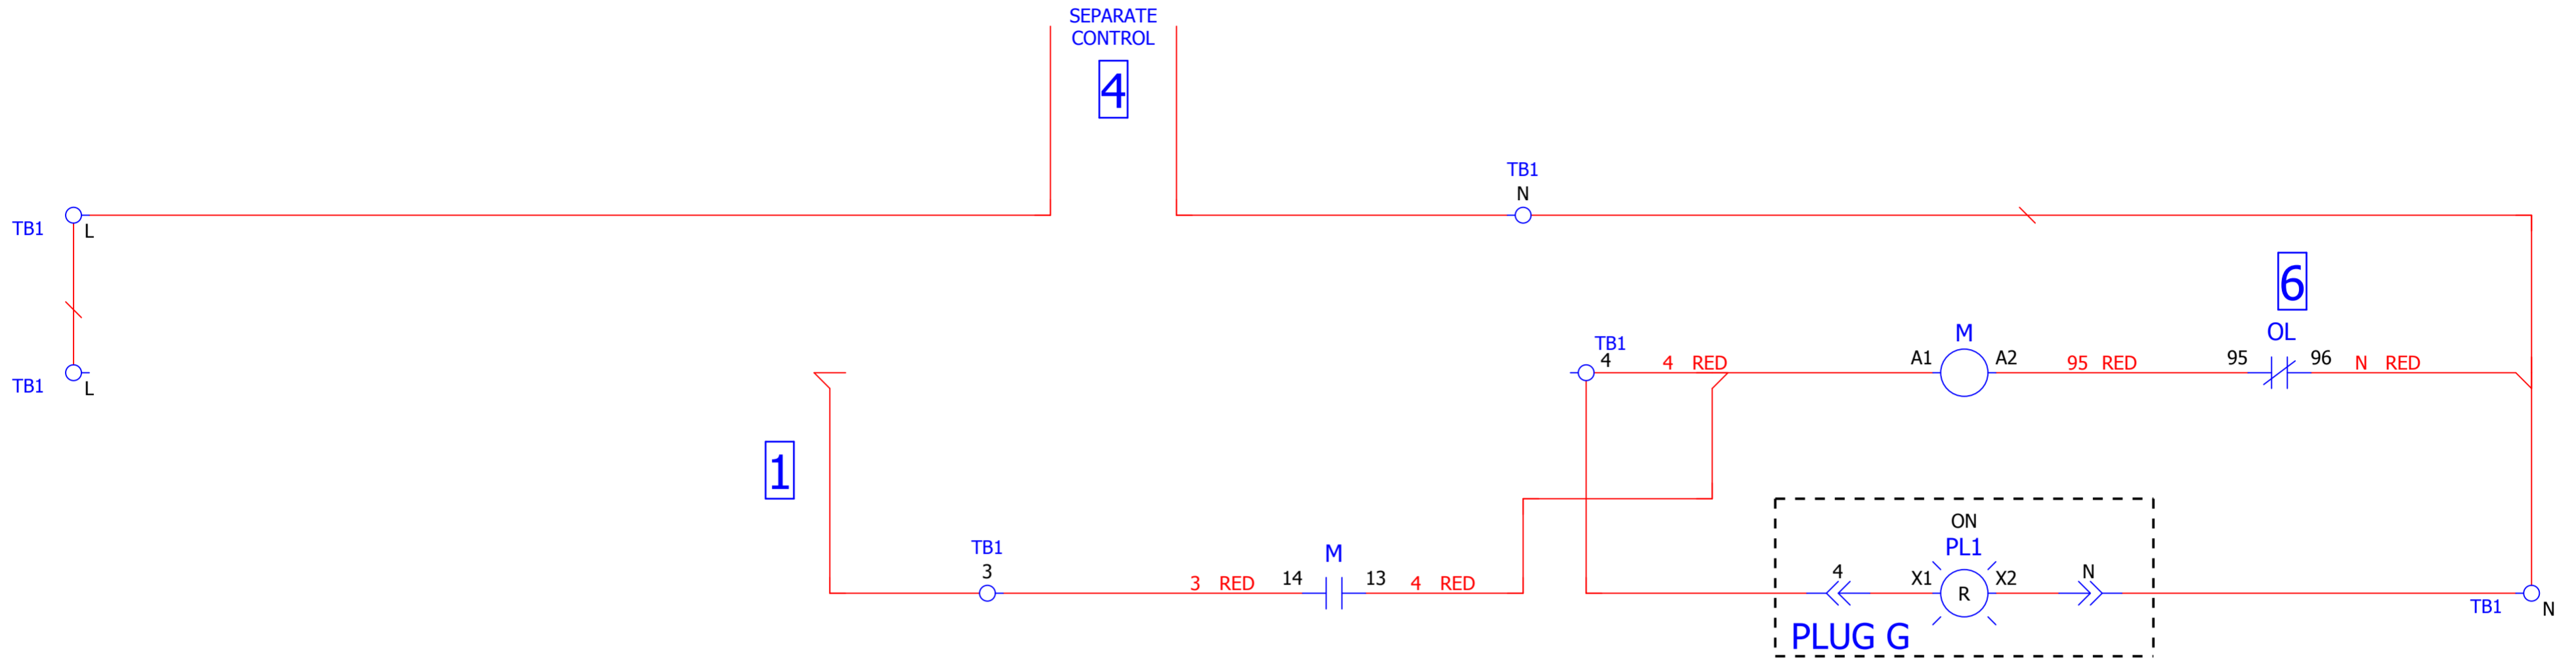 SEPARATE
CONTROL
4
TB1
N
TB1
L
6
OL
TB1
4
4 RED
M
A1
A2
95 RED
95
96
N RED
TB1
L
1
TB1
3
3 RED
M
14
13
4 RED
ON
PL1
4
X1
R
X2
N
PLUG G
TB1
N